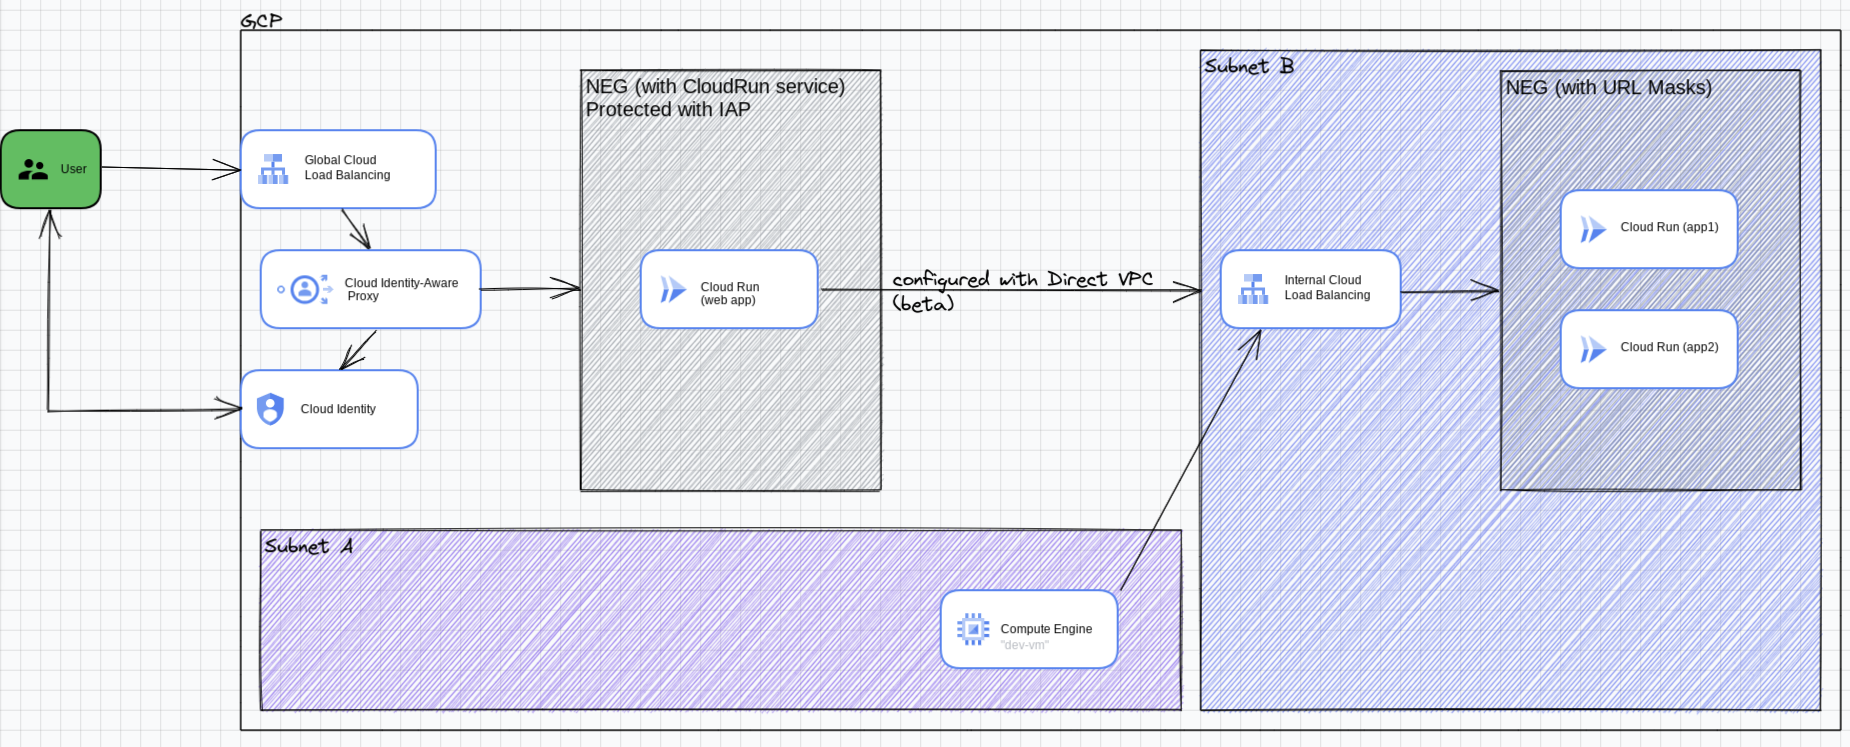 GCP
User
Global Cloud
Load Balancing
Cloud Identity-Aware
Proxy
Cloud Identity
NEG (with CloudRun service)
Protected with IAP
Cloud Run
(web app)
configured with Direct VPC
(beta)
Subnet B
Internal Cloud
Load Balancing
NEG (with URL Masks)
Cloud Run (app1)
Cloud Run (app2)
Subnet A
Compute Engine
"dev-vm"